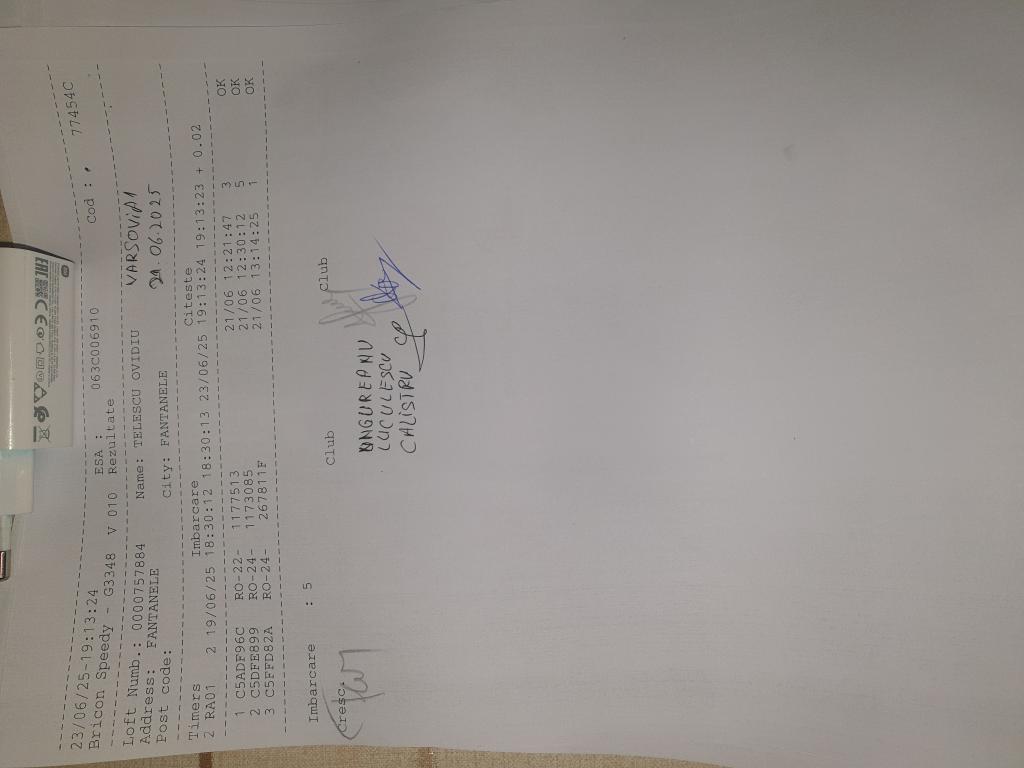 23/06/25-19:13:24
Bricon Speedy - G3348 V 010 ESA : 063C006910 Cod : 77454C
Rezultate
Loft Numb.: 0000757884 Name: TELESCU OVIDIU VARSOVIA 1
Address: FANTANELE 21.06.2025
Post code: City: FANTANELE
Timers Imbarcare Citeste
2 RA01 2 19/06/25 18:30:12 18:30:13 23/06/25 19:13:24 19:13:23 + 0.02
1 C5ADF96C RO-22- 1177513 21/06 12:21:47 3 OK
2 C5DFE899 RO-24- 1173085 21/06 12:30:12 5 OK
3 C5FFD82A RO-24- 267811F 21/06 13:14:25 1 OK
Imbarcare : 5
Cresc. Club Club
UNGUREANU
LUCULESCU
CALISTRU